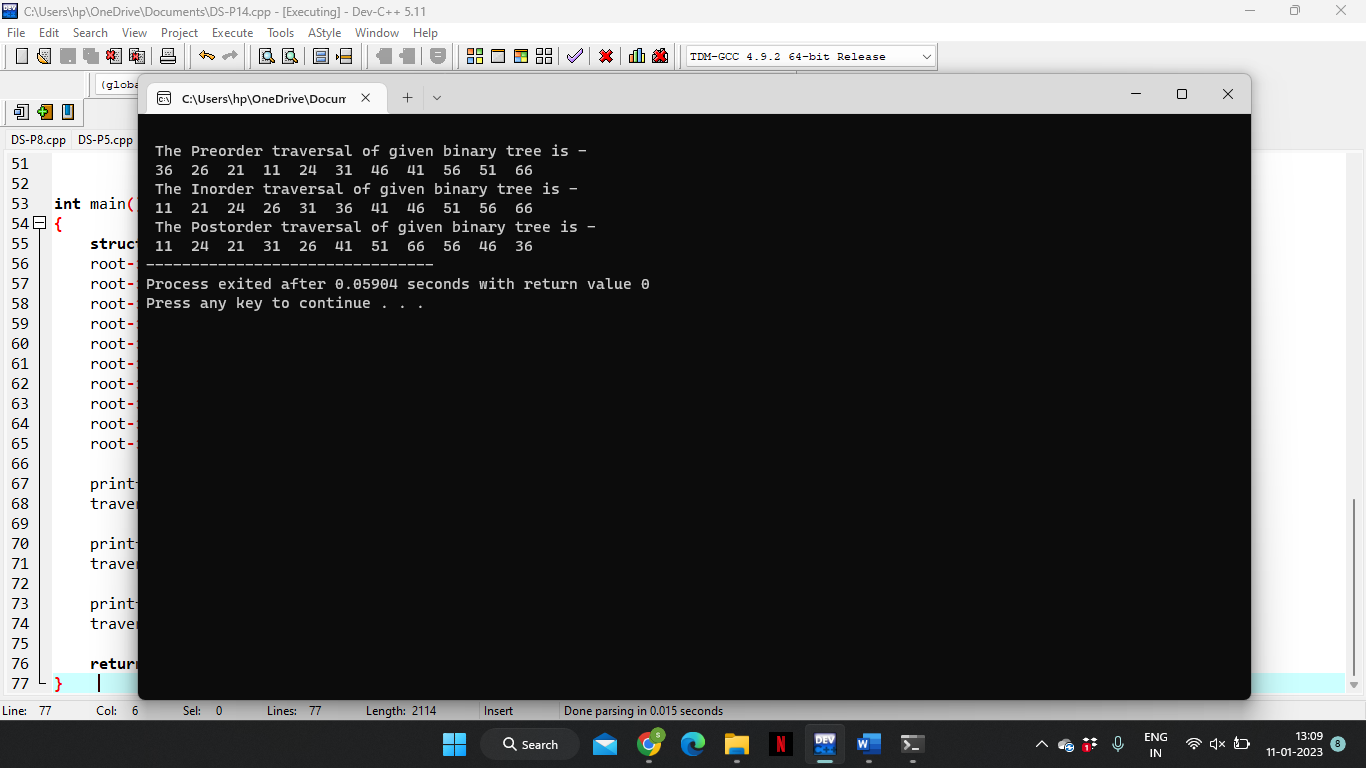 C:\Users\hp\OneDrive\Documents\DS-P14.cpp - [Executing] - Dev-C++ 5.11
File Edit Search View Project Execute Tools AStyle Window Help
TDM-GCC 4.9.2 64-bit Release
(globa
C:\Users\hp\OneDrive\Docum
DS-P8.cpp DS-P5.cpp
The Preorder traversal of given binary tree is -
36 26 21 11 24 31 46 41 56 51 66
The Inorder traversal of given binary tree is -
11 21 24 26 31 36 41 46 51 56 66
The Postorder traversal of given binary tree is -
11 24 21 31 26 41 51 66 56 46 36
--------------------------------
Process exited after 0.05904 seconds with return value 0
Press any key to continue . . .
51
52
53 int main(
54 {
55 struct
56 root-
57 root-
58 root-
59 root-
60 root-
61 root-
62 root-
63 root-
64 root-
65 root-
66
67 print
68 traver
69
70 print
71 traver
72
73 print
74 traver
75
76 return
77 }
Line: 77 Col: 6 Sel: 0 Lines: 77 Length: 2114 Insert Done parsing in 0.015 seconds
Search
DEV
ENG
IN
13:09
11-01-2023
8